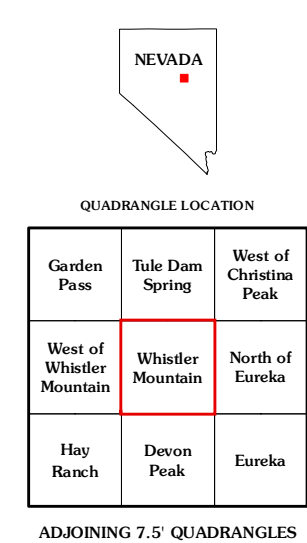 NEVADA
QUADRANGLE LOCATION
Garden
Pass
Tule Dam
Spring
West of
Christina
Peak
West of
Whistler
Mountain
Whistler
Mountain
North of
Eureka
Hay
Ranch
Devon
Peak
Eureka
ADJOINING 7.5' QUADRANGLES